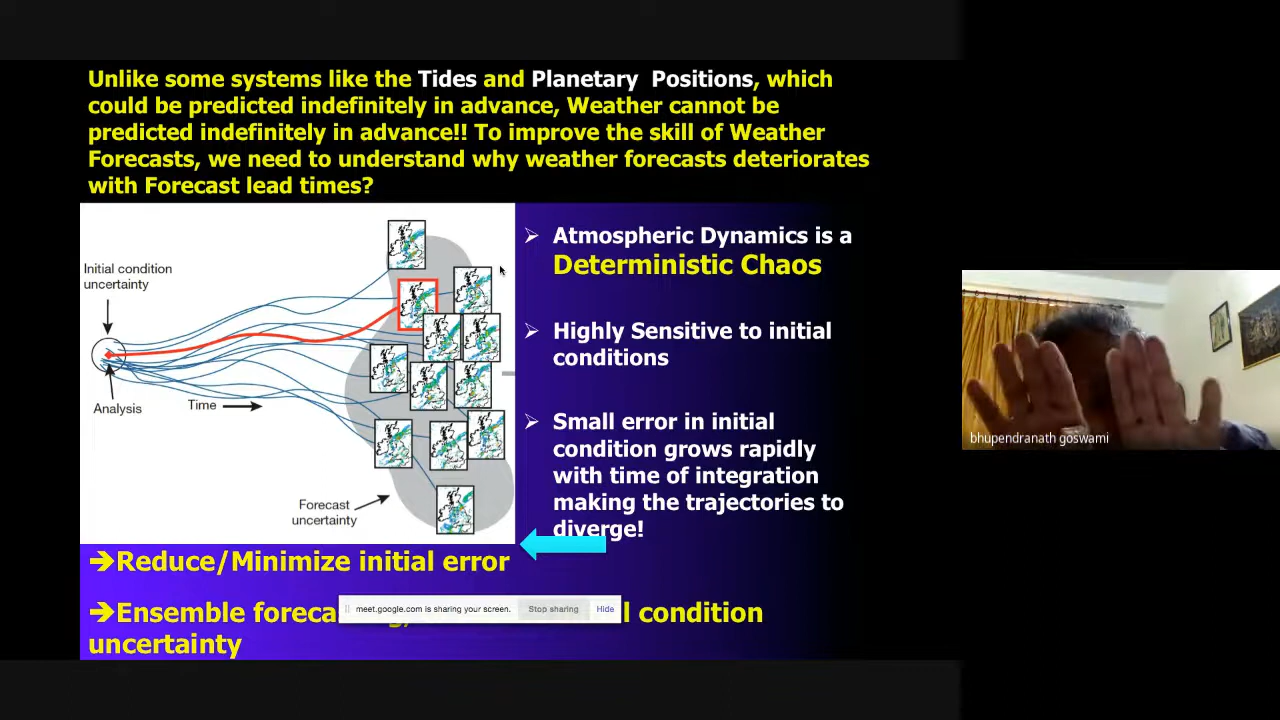 Unlike some systems like the Tides and Planetary Positions, which
could be predicted indefinitely in advance, Weather cannot be
predicted indefinitely in advance!! To improve the skill of Weather
Forecasts, we need to understand why weather forecasts deteriorates
with Forecast lead times?
Initial condition
uncertainty
Analysis
Time
Forecast
uncertainty
➢ Atmospheric Dynamics is a
Deterministic Chaos
➢ Highly Sensitive to initial
conditions
➢ Small error in initial
condition grows rapidly
with time of integration
making the trajectories to
diverge!
➔Reduce/Minimize initial error
➔Ensemble condition
uncertainty
meet.google.com is sharing your screen. Stop sharing Hide
bhupendranath goswami